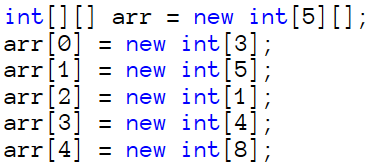 int[][] arr = new int[5][];
arr[0] = new int[3];
arr[1] = new int[5];
arr[2] = new int[1];
arr[3] = new int[4];
arr[4] = new int[8];